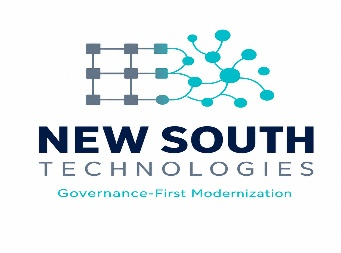 NEW SOUTH
TECHNOLOGIES
Governance-First Modernization